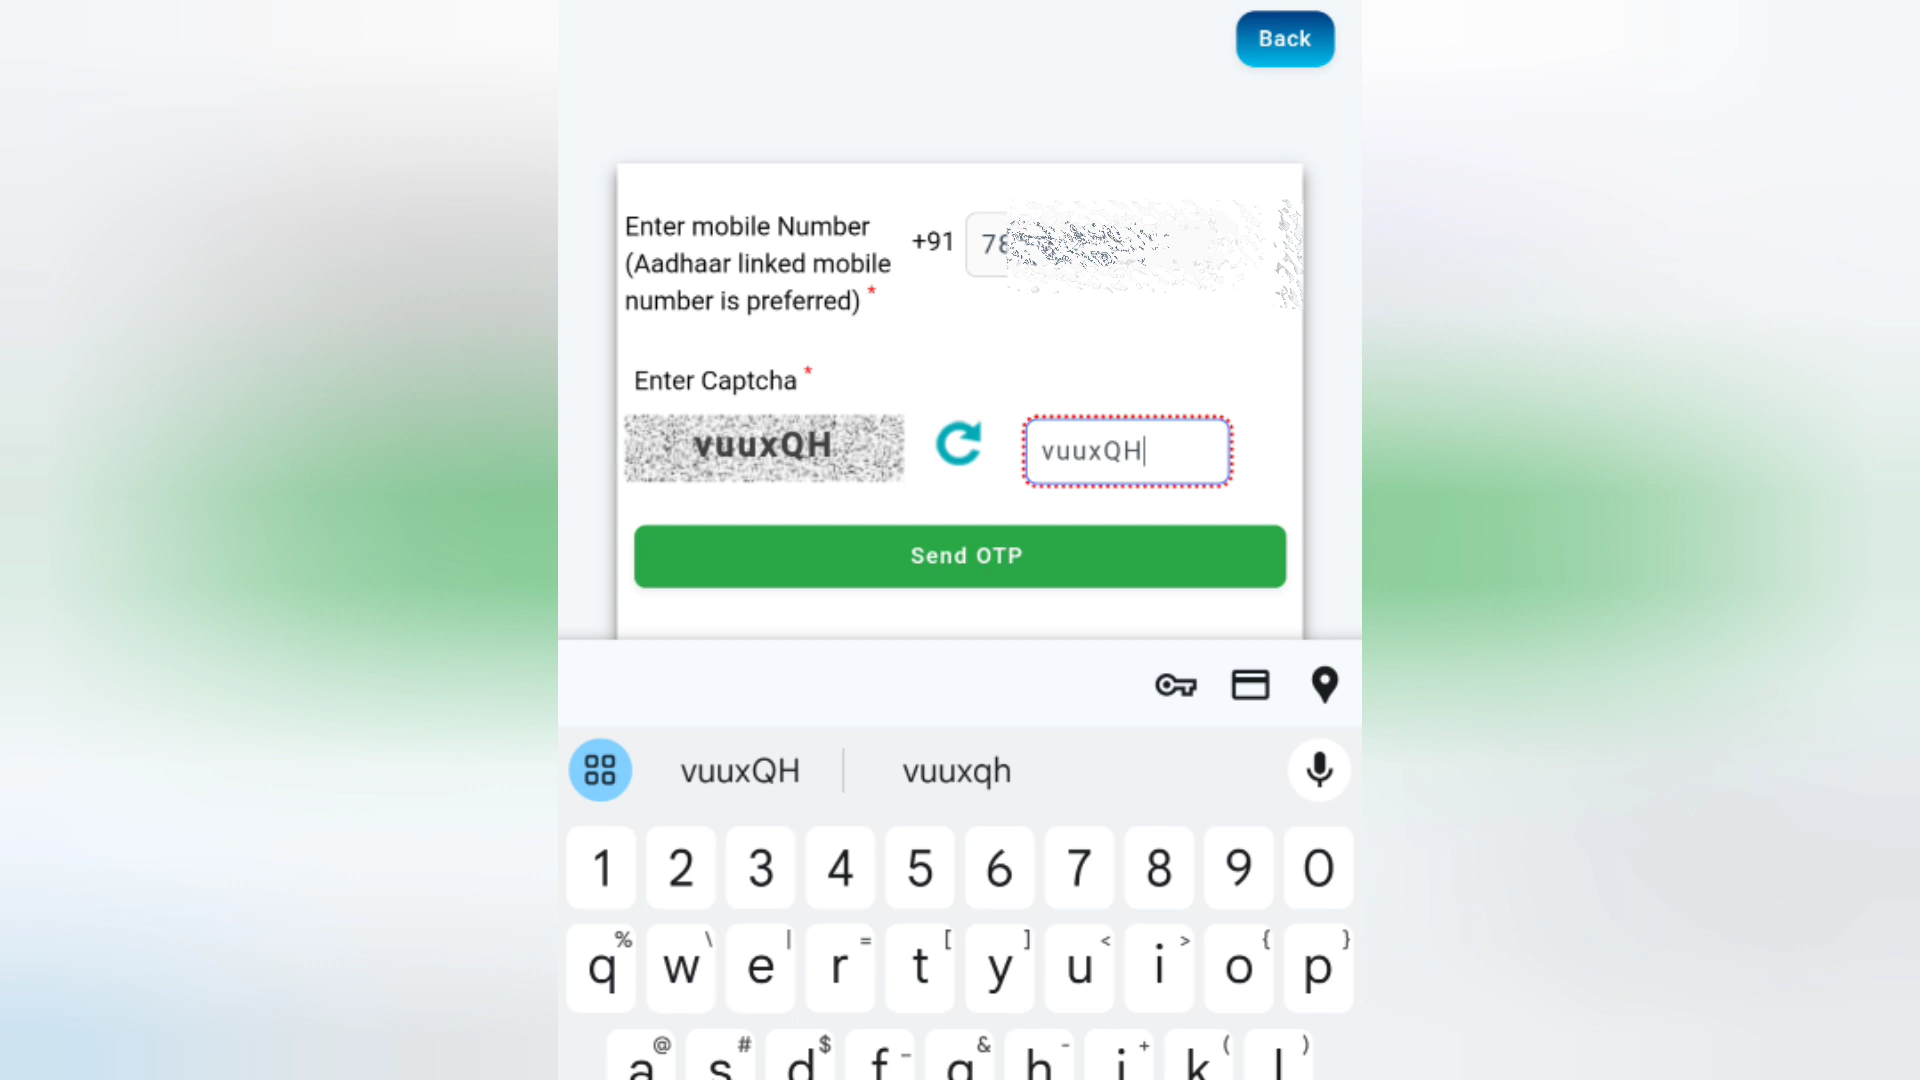 Back
Enter mobile Number
(Aadhaar linked mobile
number is preferred) *
+91 78
Enter Captcha *
vuuxQH
vuuxQH
Send OTP
vuuxQH
vuuxqh
1 2 3 4 5 6 7 8 9 0
% \ | = [ ] < > { }
q w e r t y u i o p
@ # $ _ & - + ( )
a s d f g h j k l